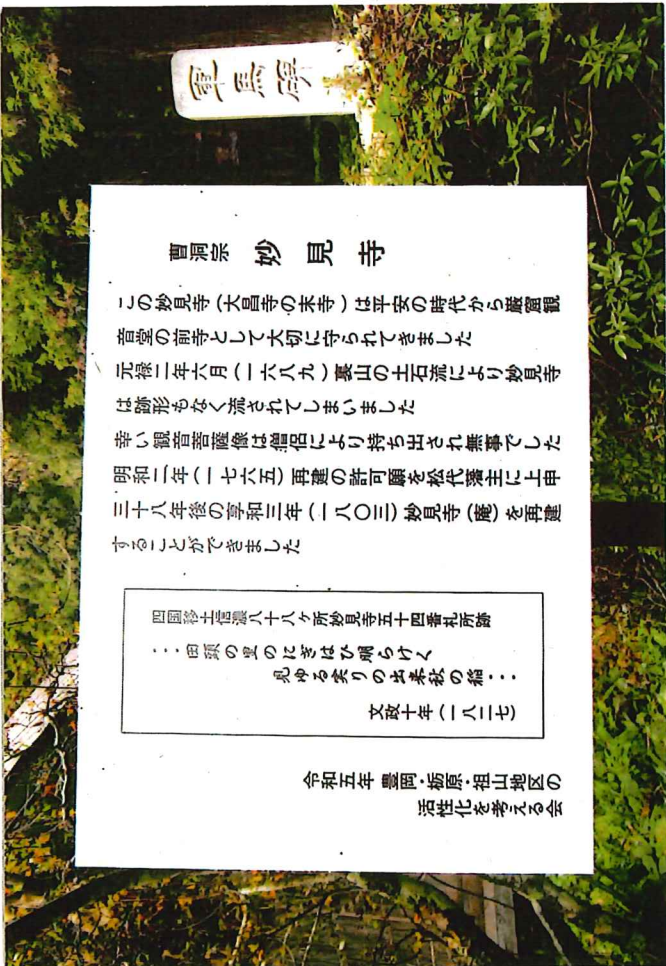 軍馬碑
曹洞宗 妙見寺
この妙見寺(大昌寺の末寺)は平安の時代から巌窟観
音堂の前寺として大切に守られてきました
元禄二年六月(一六八九)裏山の土石流により妙見寺
は跡形もなく流されてしまいました
幸い観音菩薩像は僧侶により持ち出され無事でした
明和二年(一七六五)再建の許可願を松代藩主に上申
三十八年後の享和三年(一八〇三)妙見寺(庵)を再建
することができました
四国移土信濃八十八ヶ所妙見寺五十四番札所跡
・・・田頭の里のにぎはひ明らけく
見ゆる実りの出来秋の稲・・・
文政十年(一八二七)
令和五年 豊岡・栃原・祖山地区の
活性化を考える会